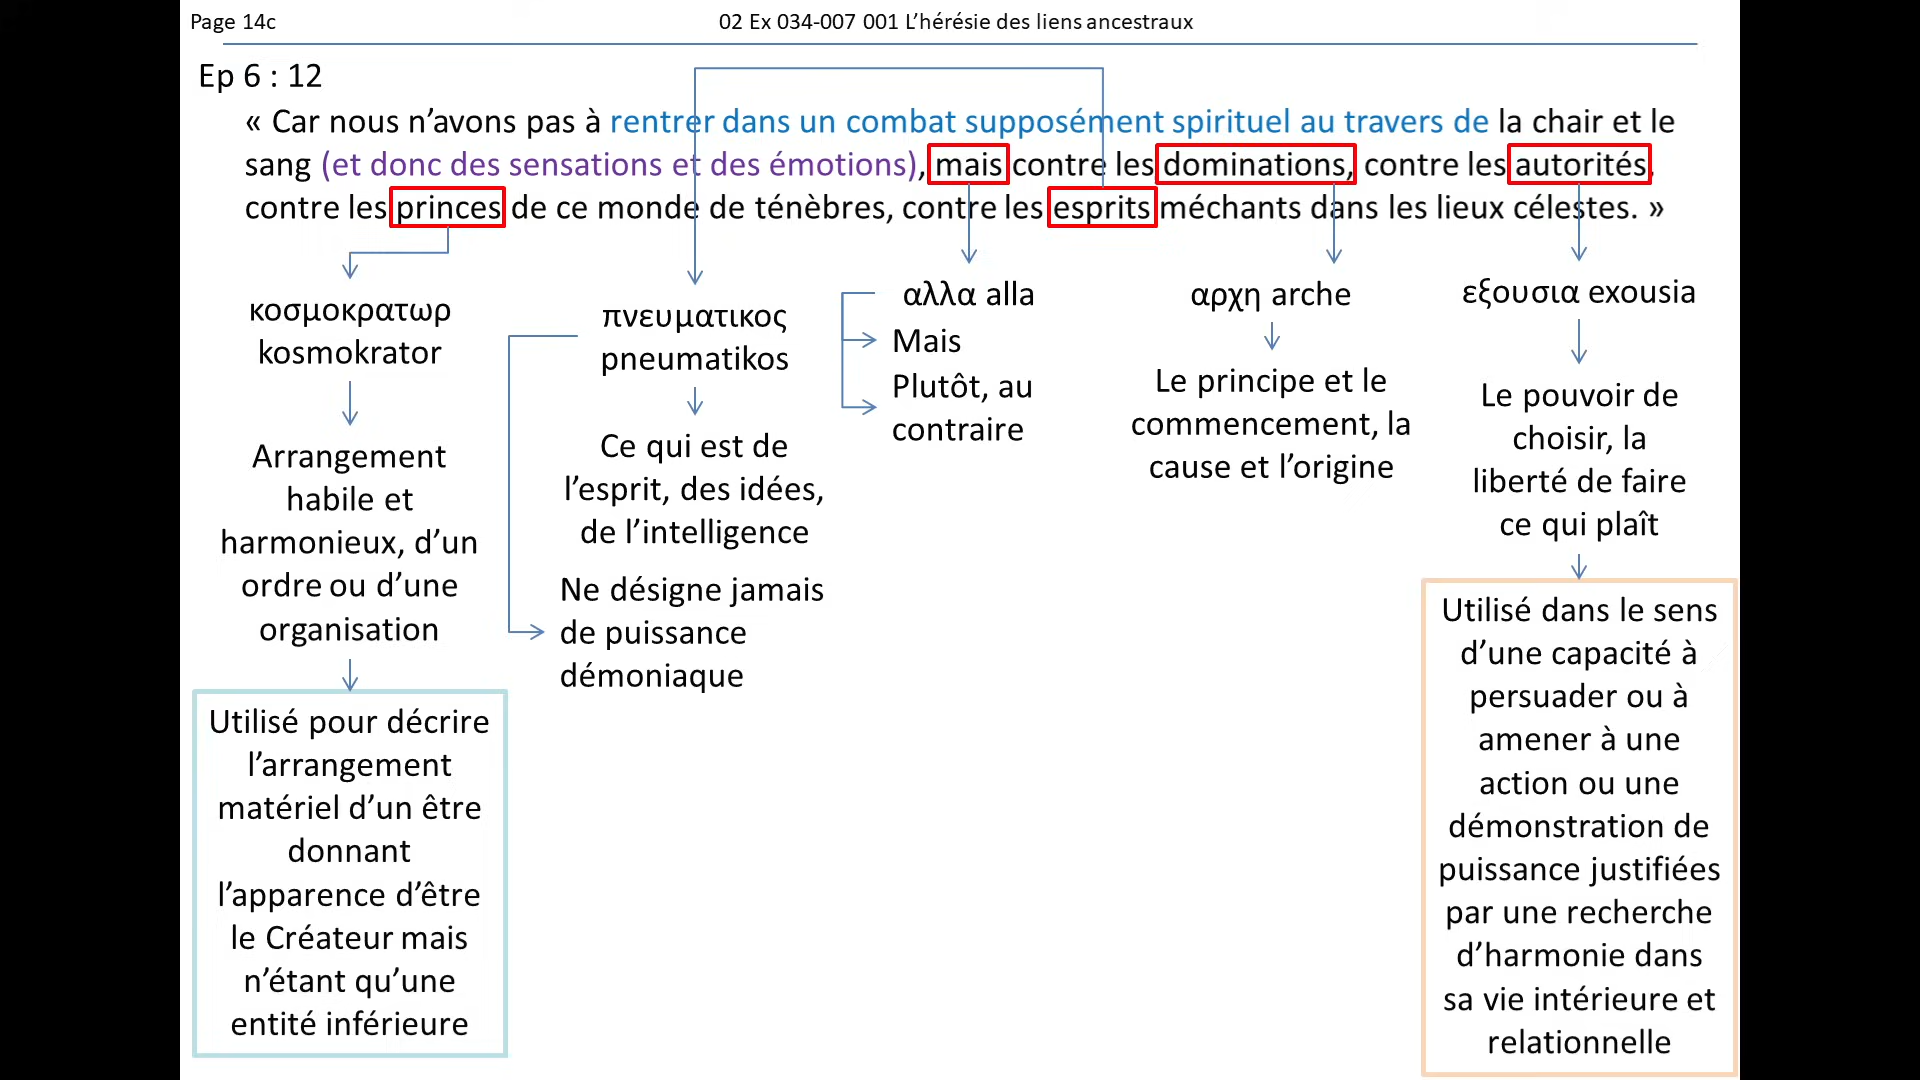 Page 14c
02 Ex 034-007 001 L’hérésie des liens ancestraux
Ep 6 : 12
« Car nous n’avons pas à rentrer dans un combat supposément spirituel au travers de la chair et le
sang (et donc des sensations et des émotions), mais contre les dominations, contre les autorités,
contre les princes de ce monde de ténèbres, contre les esprits méchants dans les lieux célestes. »
κοσμοκρατωρ
kosmokrator
Arrangement
habile et
harmonieux, d’un
ordre ou d’une
organisation
Utilisé pour décrire
l’arrangement
matériel d’un être
donnant
l’apparence d’être
le Créateur mais
n’étant qu’une
entité inférieure
πνευματικος
pneumatikos
Ce qui est de
l’esprit, des idées,
de l’intelligence
Ne désigne jamais
de puissance
démoniaque
αλλα alla
Mais
Plutôt, au
contraire
αρχη arche
Le principe et le
commencement, la
cause et l’origine
εξουσια exousia
Le pouvoir de
choisir, la
liberté de faire
ce qui plaît
Utilisé dans le sens
d’une capacité à
persuader ou à
amener à une
action ou une
démonstration de
puissance justifiées
par une recherche
d’harmonie dans
sa vie intérieure et
relationnelle